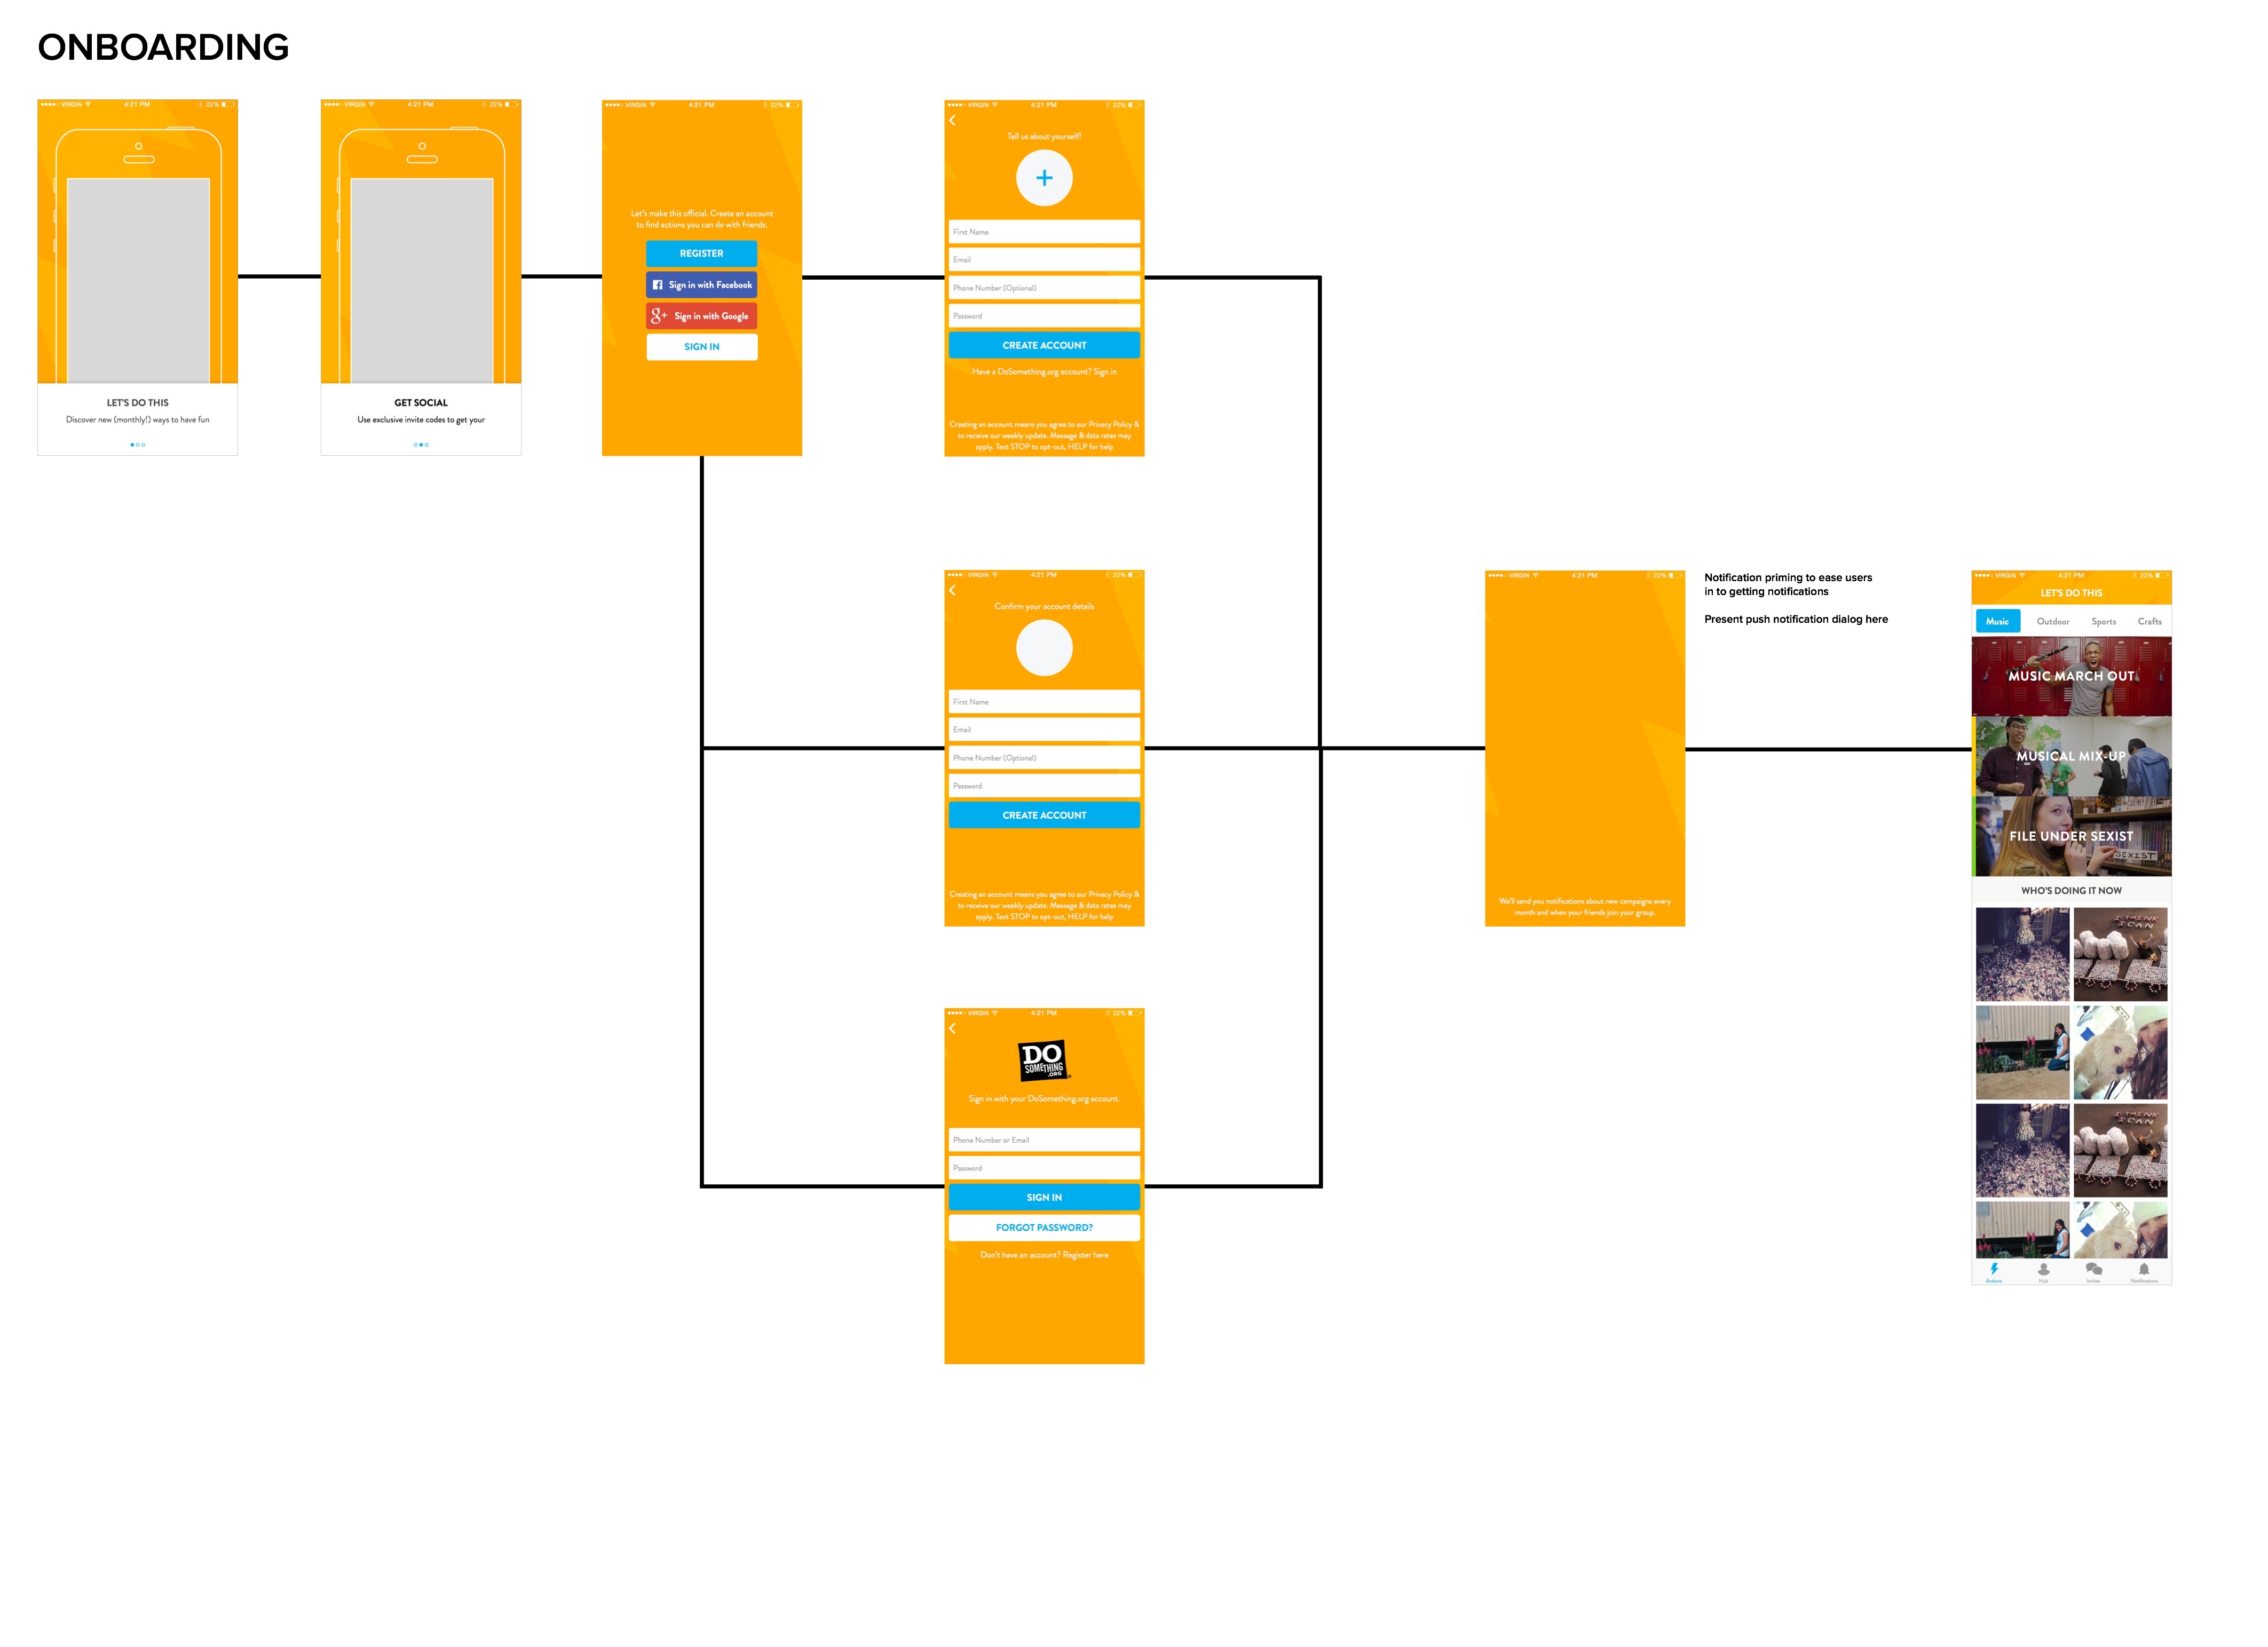 ONBOARDING
VIRGIN 4:21 PM 22%
LET'S DO THIS
Discover new (monthly!) ways to have fun
VIRGIN 4:21 PM 22%
GET SOCIAL
Use exclusive invite codes to get your
VIRGIN 4:21 PM 22%
Let's make this official. Create an account
to find actions you can do with friends.
REGISTER
Sign in with Facebook
g+ Sign in with Google
SIGN IN
VIRGIN 4:21 PM 22%
Tell us about yourself!
First Name
Email
Phone Number (Optional)
Password
CREATE ACCOUNT
Have a DoSomething.org account? Sign in
Creating an account means you agree to our Privacy Policy &
to receive our weekly update. Message & data rates may
apply. Text STOP to opt-out, HELP for help
VIRGIN 4:21 PM 22%
Confirm your account details
First Name
Email
Phone Number (Optional)
Password
CREATE ACCOUNT
Creating an account means you agree to our Privacy Policy &
to receive our weekly update. Message & data rates may
apply. Text STOP to opt-out, HELP for help
VIRGIN 4:21 PM 22%
DO
SOMETHING
.ORG
Sign in with your DoSomething.org account.
Phone Number or Email
Password
SIGN IN
FORGOT PASSWORD?
Don't have an account? Register here
VIRGIN 4:21 PM 22%
We'll send you notifications about new campaigns every
month and when your friends join your group.
Notification priming to ease users
in to getting notifications
Present push notification dialog here
VIRGIN 4:21 PM 22%
LET'S DO THIS
Music Outdoor Sports Crafts
MUSIC MARCH OUT
MUSICAL MIX-UP
FILE UNDER SEXIST
SEXIST
WHO'S DOING IT NOW
I THINK
I CAN
I THINK
I CAN
Actions Hub Invites Notifications